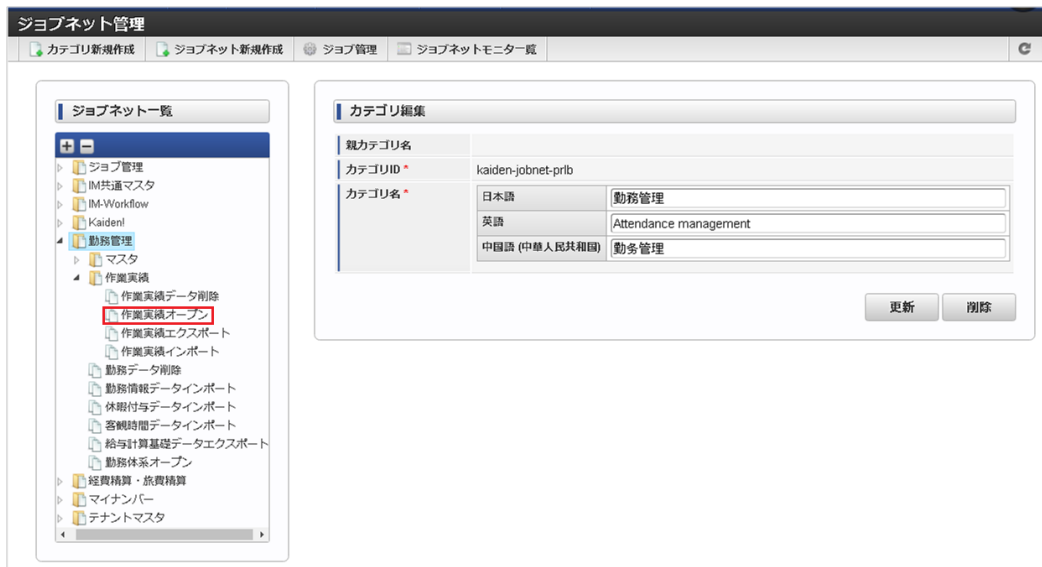 ジョブネット管理
カテゴリ新規作成 ジョブネット新規作成 ジョブ管理 ジョブネットモニター覧
ジョブネット一覧
ジョブ管理
IM共通マスタ
IM-Workflow
Kaiden!
勤務管理
マスタ
作業実績
作業実績データ削除
作業実績オープン
作業実績エクスポート
作業実績インポート
勤務データ削除
勤務情報データインポート
休暇付与データインポート
客観時間データインポート
給与計算基礎データエクスポート
勤務体系オープン
経費精算・旅費精算
マイナンバー
テナントマスタ
カテゴリ編集
親カテゴリ名
カテゴリID * kaiden-jobnet-prlb
カテゴリ名 * 日本語 勤務管理
英語 Attendance management
中国語 (中華人民共和国) 勤务管理
更新 削除